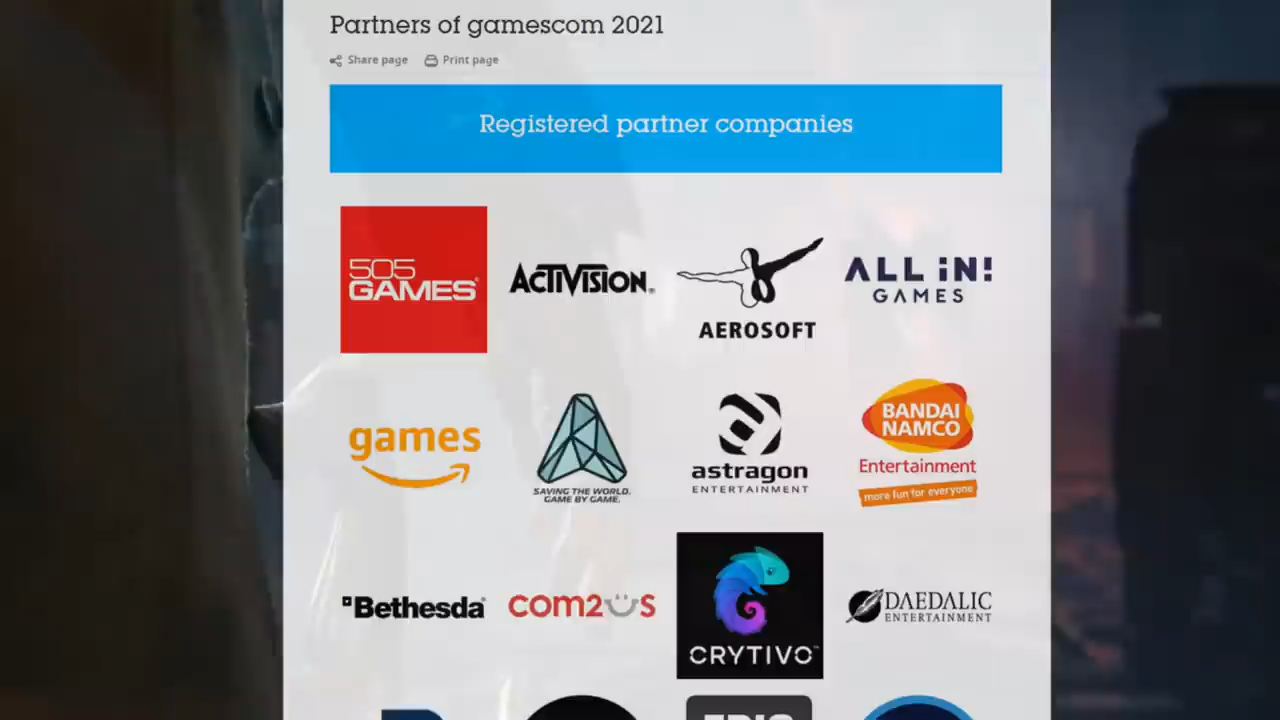 Partners of gamescom 2021
Share page Print page
Registered partner companies
505
GAMES®
ACTIVISION®
AEROSOFT
ALL iN!
GAMES
games
SAVING THE WORLD.
GAME BY GAME.
astragon
ENTERTAINMENT
BANDAI
NAMCO
Entertainment
more fun for everyone
Bethesda®
com2us
CRYTIVO™
DAEDALIC
ENTERTAINMENT